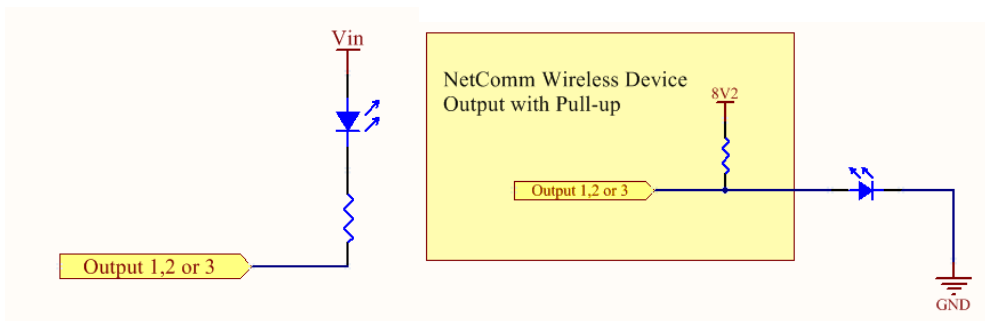 Vin
Output 1,2 or 3
NetComm Wireless Device
Output with Pull-up
8V2
Output 1,2 or 3
GND